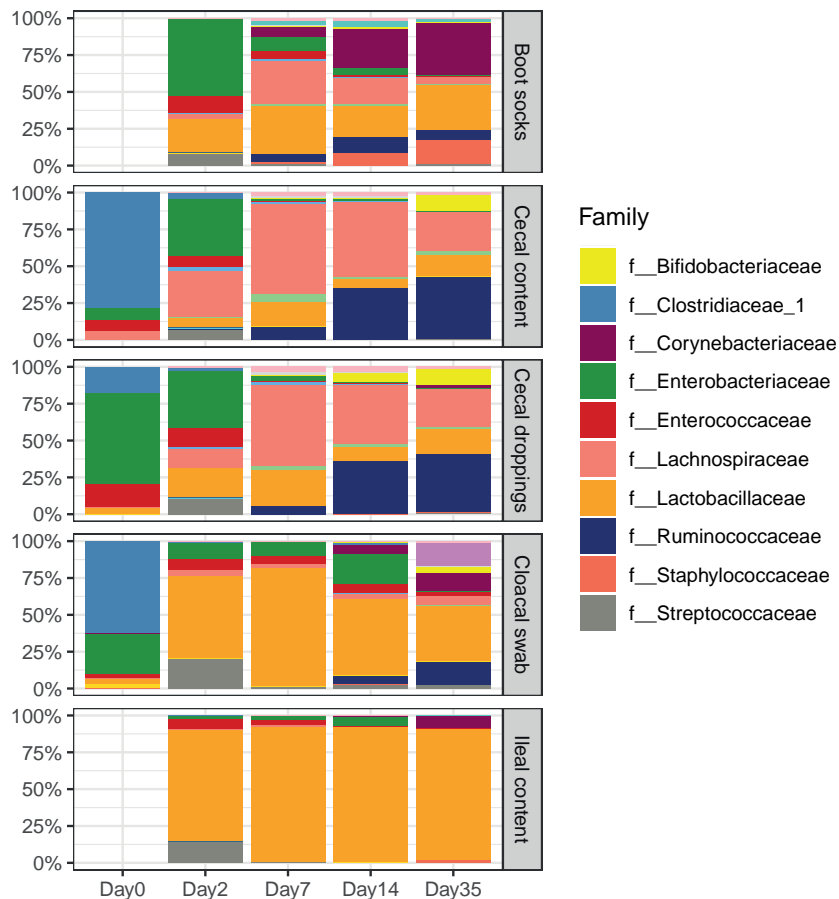 100%
75%
50%
25%
0%
Boot socks
100%
75%
50%
25%
0%
Cecal content
100%
75%
50%
25%
0%
Cecal droppings
100%
75%
50%
25%
0%
Cloacal swab
100%
75%
50%
25%
0%
Ileal content
Day0 Day2 Day7 Day14 Day35
Family
f__Bifidobacteriaceae
f__Clostridiaceae_1
f__Corynebacteriaceae
f__Enterobacteriaceae
f__Enterococcaceae
f__Lachnospiraceae
f__Lactobacillaceae
f__Ruminococcaceae
f__Staphylococcaceae
f__Streptococcaceae